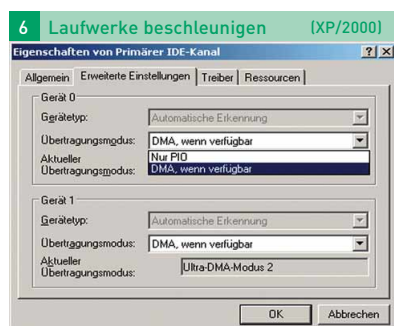 6 Laufwerke beschleunigen (XP/2000)
Eigenschaften von Primärer IDE-Kanal
Allgemein Erweiterte Einstellungen Treiber Ressourcen
Gerät 0
Gerätetyp: Automatische Erkennung
Übertragungsmodus: DMA, wenn verfügbar
Nur PIO
Aktueller
DMA, wenn verfügbar
Übertragungsmodus:
Gerät 1
Gerätetyp: Automatische Erkennung
Übertragungsmodus: DMA, wenn verfügbar
Aktueller
Übertragungsmodus: Ultra-DMA-Modus 2
OK Abbrechen